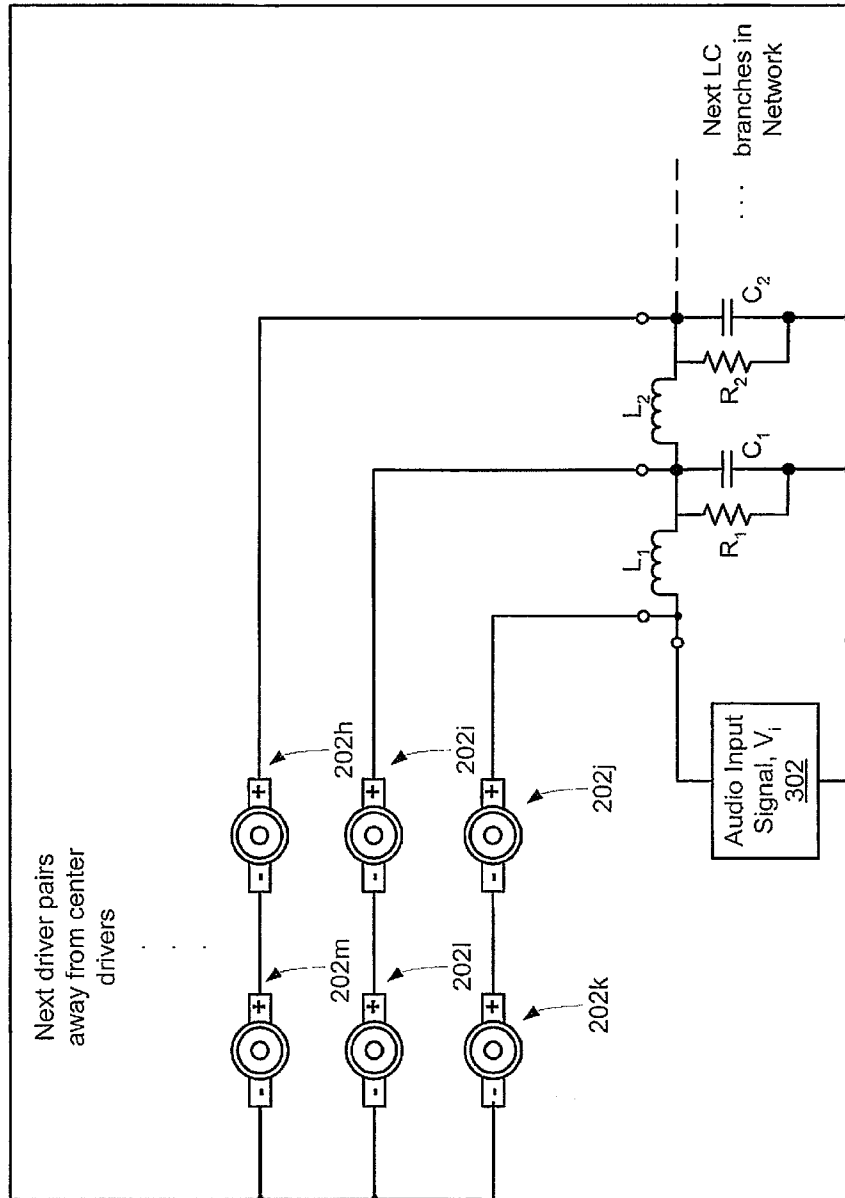 Next driver pairs
away from center
drivers
. . .
202h
202m
202i
202l
202j
202k
+
-
+
-
+
-
+
-
+
-
+
-
Audio Input
Signal, Vᵢ
302
L₁
R₁
C₁
L₂
R₂
C₂
Next LC
branches in
Network
. . .